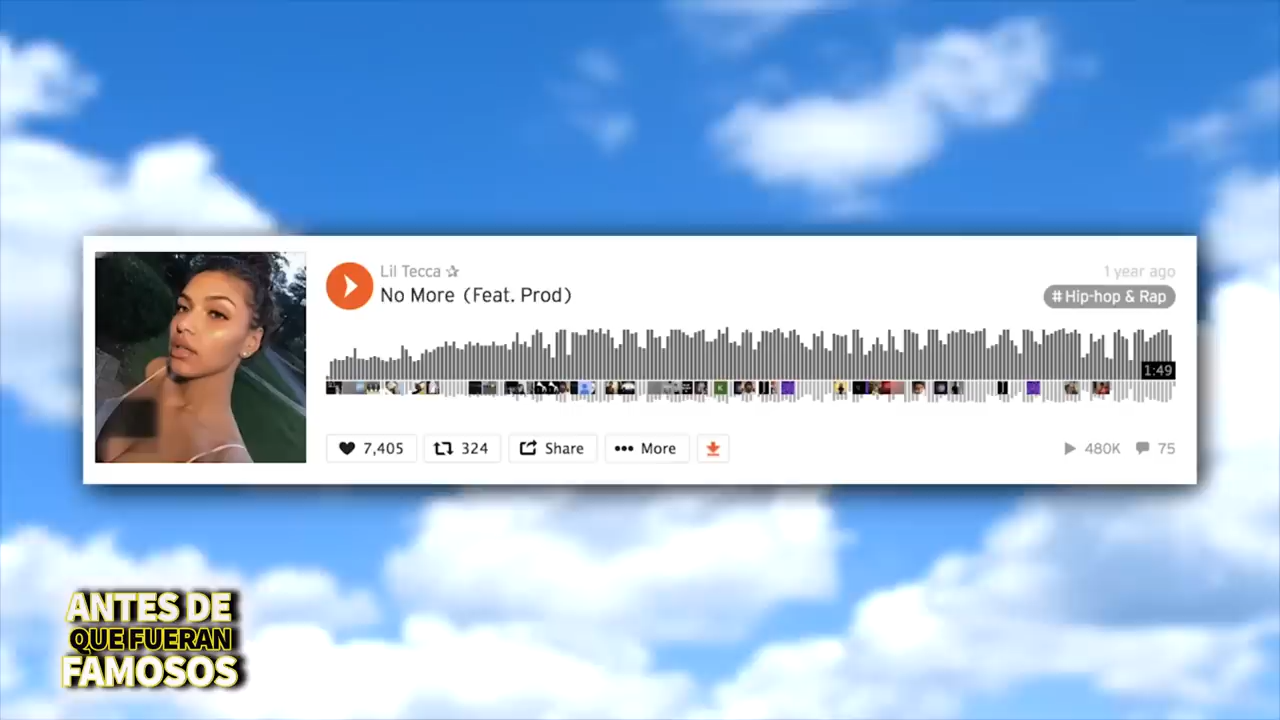 Lil Tecca ☆
No More (Feat. Prod)
1 year ago
# Hip-hop & Rap
1:49
K
7,405
324
Share
More
480K
75
ANTES DE
QUE FUERAN
FAMOSOS